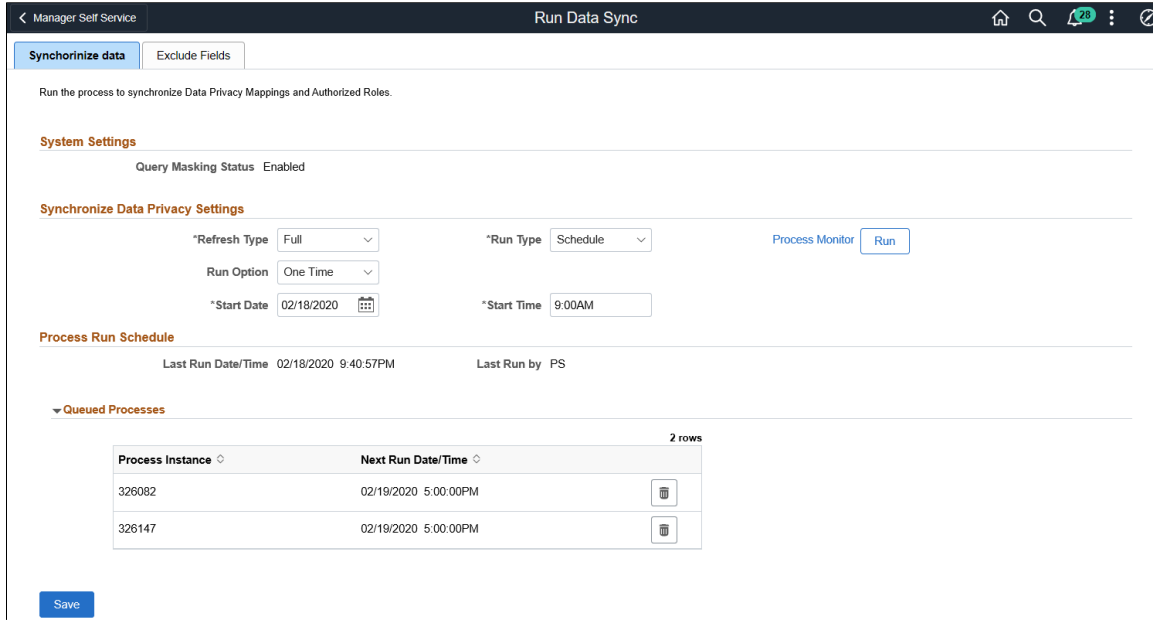 Manager Self Service
Run Data Sync
28
Synchorinize data
Exclude Fields
Run the process to synchronize Data Privacy Mappings and Authorized Roles.
System Settings
Query Masking Status Enabled
Synchronize Data Privacy Settings
*Refresh Type Full *Run Type Schedule Process Monitor Run
Run Option One Time
*Start Date 02/18/2020 *Start Time 9:00AM
Process Run Schedule
Last Run Date/Time 02/18/2020 9:40:57PM Last Run by PS
Queued Processes
2 rows
Process Instance Next Run Date/Time
326082 02/19/2020 5:00:00PM
326147 02/19/2020 5:00:00PM
Save